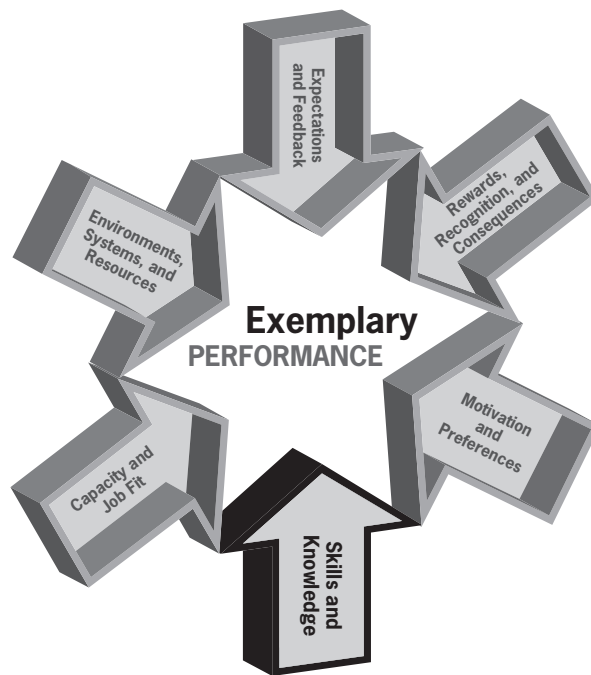 Expectations
and Feedback
Rewards,
Recognition, and
Consequences
Environments,
Systems, and
Resources
Exemplary
PERFORMANCE
Motivation
and
Preferences
Capacity and
Job Fit
Skills and
Knowledge